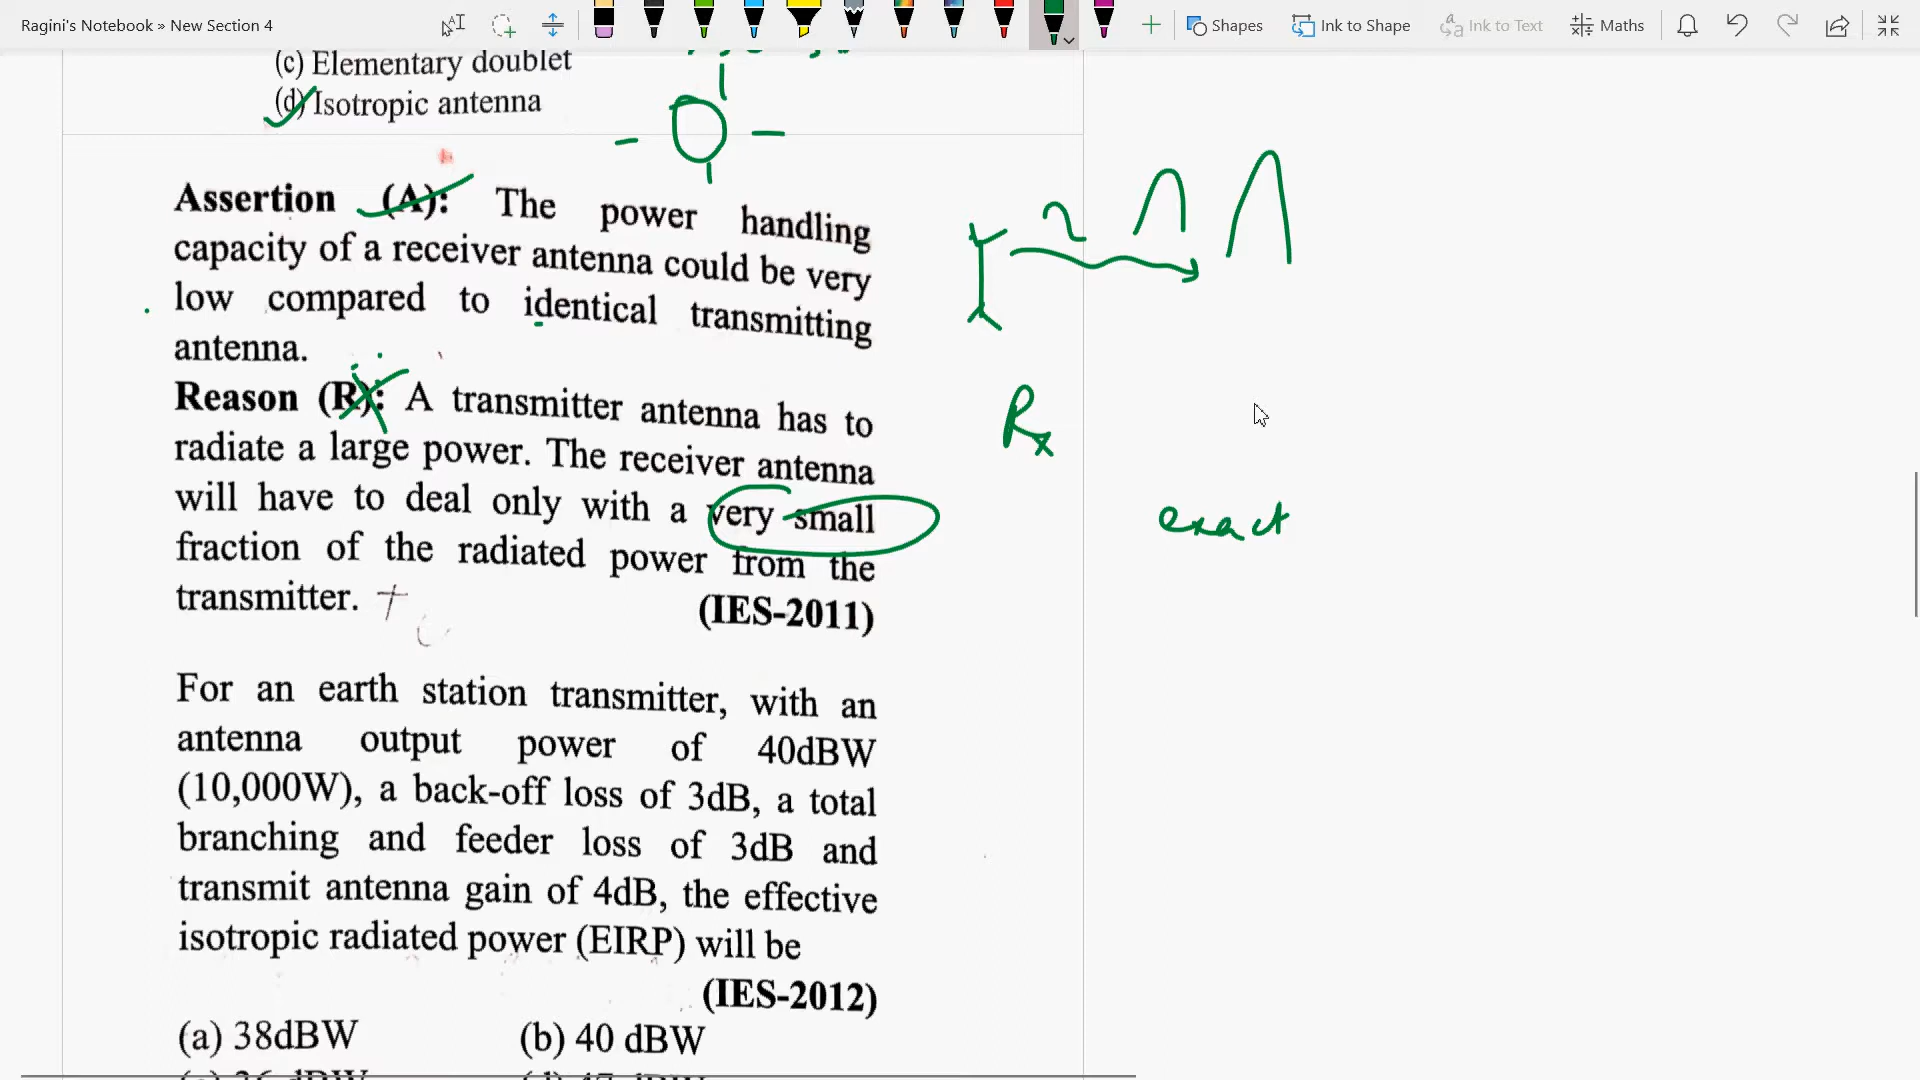 Ragini's Notebook » New Section 4
Shapes
Ink to Shape
Ink to Text
Maths
(c) Elementary doublet
(d) Isotropic antenna
Assertion (A): The power handling
capacity of a receiver antenna could be very
low compared to identical transmitting
antenna.
Reason (R): A transmitter antenna has to
radiate a large power. The receiver antenna
will have to deal only with a very small
fraction of the radiated power from the
transmitter.
(IES-2011)
Rx
exact
For an earth station transmitter, with an
antenna output power of 40dBW
(10,000W), a back-off loss of 3dB, a total
branching and feeder loss of 3dB and
transmit antenna gain of 4dB, the effective
isotropic radiated power (EIRP) will be
(IES-2012)
(a) 38dBW (b) 40 dBW